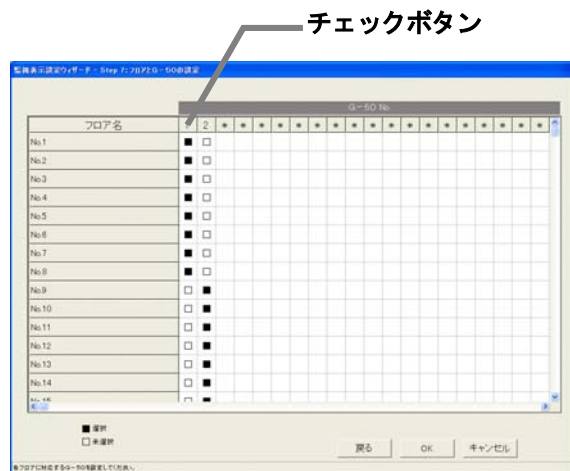 チェックボタン
監視表示設定ウィザード - Step 7: フロアとG-50の設定
G-50 No
フロア名 1 2 * * * * * * * * * * * * * * * * * *
No.1 ■ □
No.2 ■ □
No.3 ■ □
No.4 ■ □
No.5 ■ □
No.6 ■ □
No.7 ■ □
No.8 ■ □
No.9 □ ■
No.10 □ ■
No.11 □ ■
No.12 □ ■
No.13 □ ■
No.14 □ ■
No.15 □ ■
■ 選択
□ 未選択
戻る OK キャンセル
●フロアに対応するG-50を設定してください。